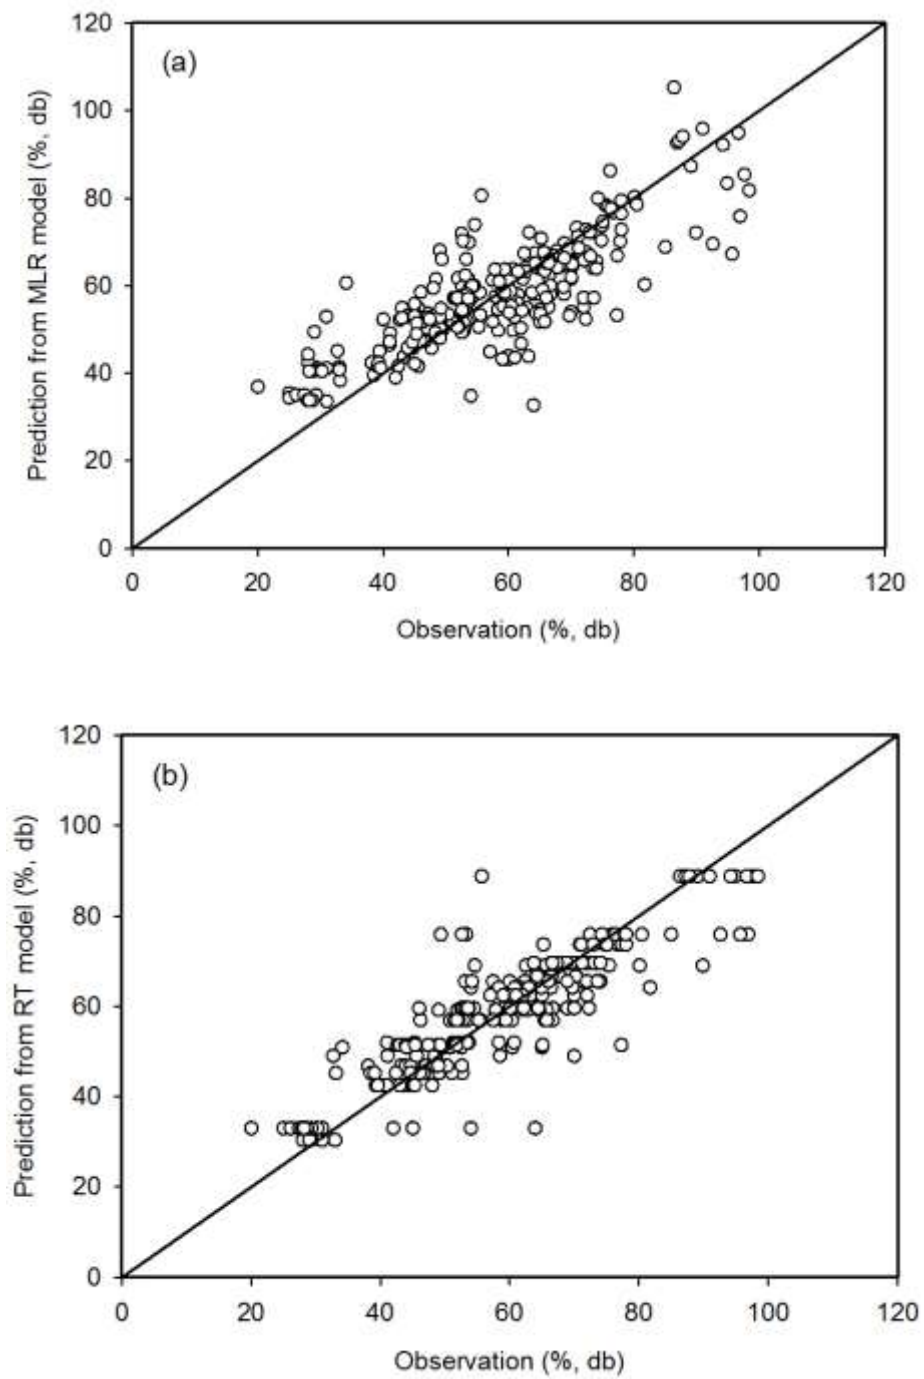 120
(a)
100
80
60
40
20
0
Prediction from MLR model (%, db)
0 20 40 60 80 100 120
Observation (%, db)
120
(b)
100
80
60
40
20
0
Prediction from RT model (%, db)
0 20 40 60 80 100 120
Observation (%, db)